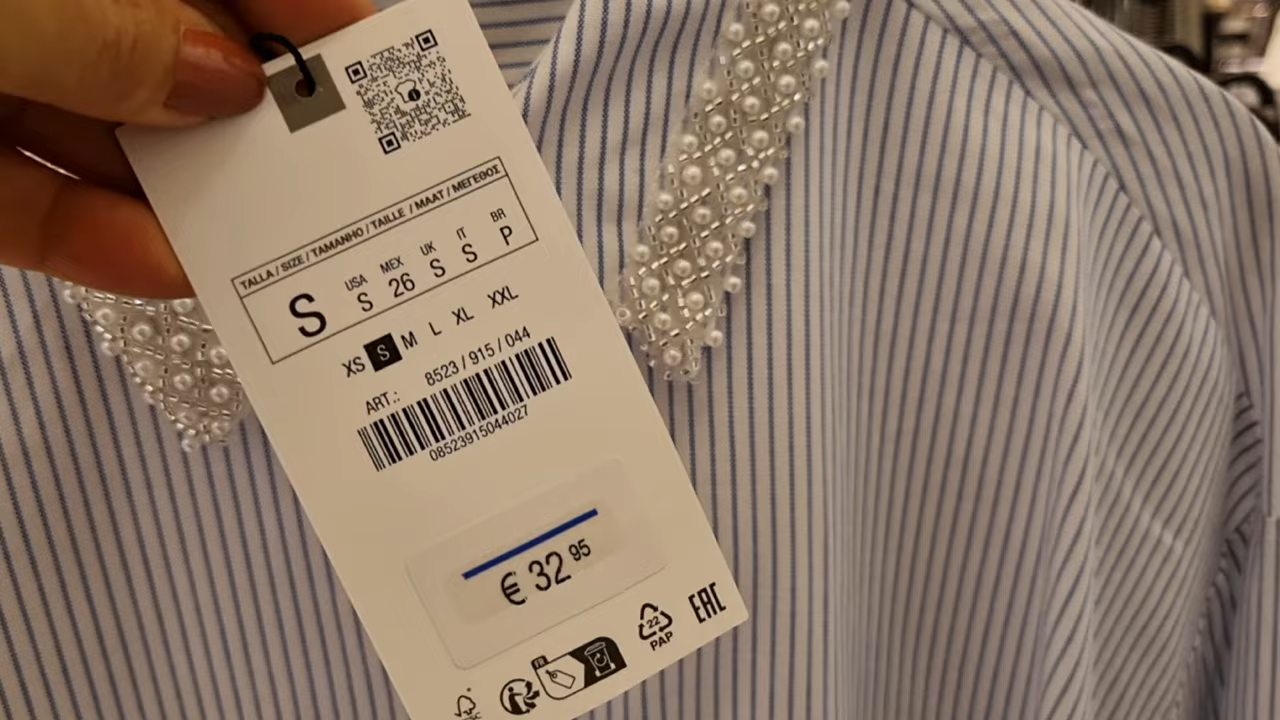 TALLA / SIZE / TAMANHO / TAILLE / MAAT / ΜΕΓΕΘΟΣ
S USA S MEX 26 UK S IT S BR P
XS S M L XL XXL
ART.: 8523 / 915 / 044
08523915044027
€ 32 95
FR
22
PAP
EAC